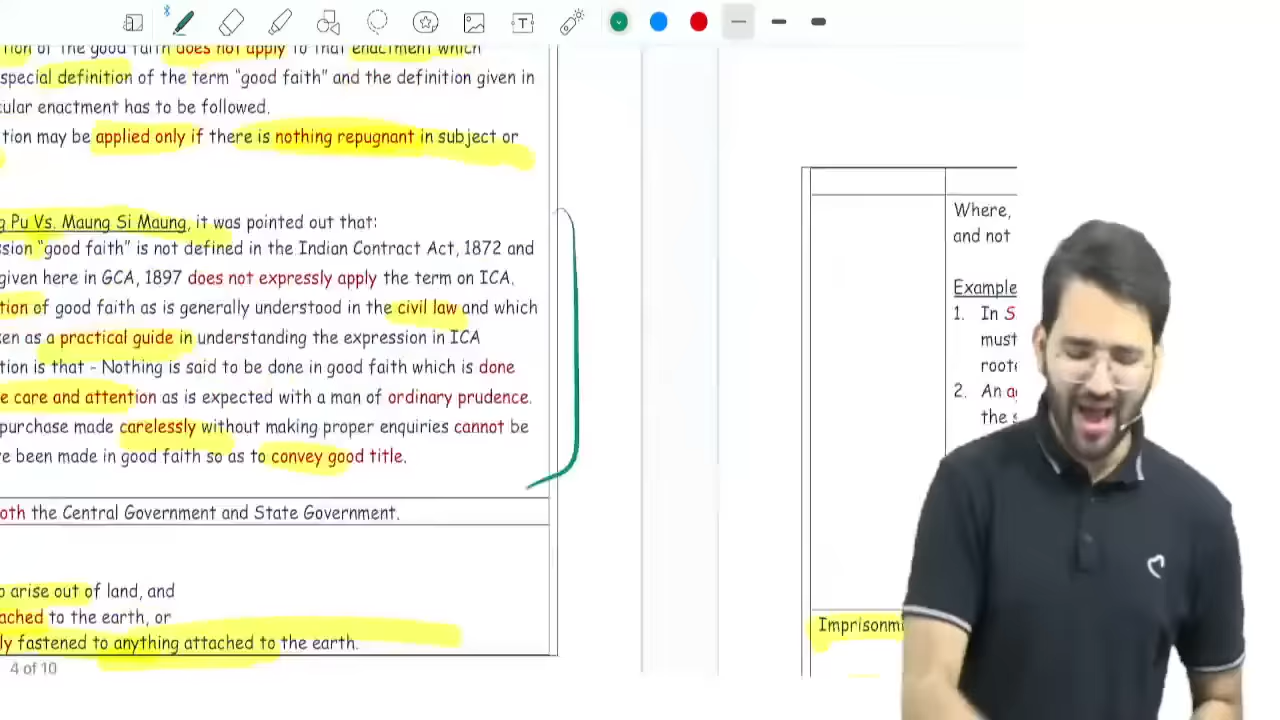 tion of the good faith does not apply to that enactment which
special definition of the term "good faith" and the definition given in
cular enactment has to be followed.
tion may be applied only if there is nothing repugnant in subject or
g Pu Vs. Maung Si Maung, it was pointed out that:
ssion "good faith" is not defined in the Indian Contract Act, 1872 and
given here in GCA, 1897 does not expressly apply the term on ICA.
tion of good faith as is generally understood in the civil law and which
ken as a practical guide in understanding the expression in ICA
tion is that - Nothing is said to be done in good faith which is done
e care and attention as is expected with a man of ordinary prudence.
purchase made carelessly without making proper enquiries cannot be
ve been made in good faith so as to convey good title.
oth the Central Government and State Government.
o arise out of land, and
ached to the earth, or
ly fastened to anything attached to the earth.
4 of 10
Where,
and not
Example
1. In S
must
roote
2. An ag
the s
Imprisonm